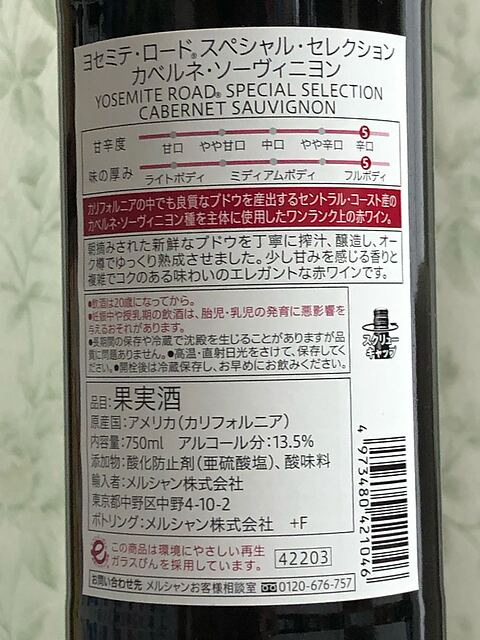 ヨセミテ・ロード®スペシャル・セレクション
カベルネ・ソーヴィニヨン
YOSEMITE ROAD® SPECIAL SELECTION
CABERNET SAUVIGNON
甘辛度 5
甘口 やや甘口 中口 やや辛口 辛口
味の厚み 5
ライトボディ ミディアムボディ フルボディ
カリフォルニアの中でも良質なブドウを産出するセントラル・コースト産の
カベルネ・ソーヴィニヨン種を主体に使用したワンランク上の赤ワイン。
朝摘みされた新鮮なブドウを丁寧に搾汁、醸造し、オー
ク樽でゆっくり熟成させました。少し甘みを感じる香りと
複雑でコクのある味わいのエレガントな赤ワインです。
●飲酒は20歳になってから。
●妊娠中や授乳期の飲酒は、胎児・乳児の発育に悪影響を
与えるおそれがあります。
●長期間の保存や冷蔵で沈殿を生じることがありますが品
質に問題ありません。●高温・直射日光をさけて、保存してく
ださい。●開栓後は冷蔵保存し、お早めにお飲みください。
スクリュー
キャップ
品目:果実酒
原産国:アメリカ(カリフォルニア)
内容量:750ml アルコール分:13.5%
添加物:酸化防止剤(亜硫酸塩)、酸味料
輸入者:メルシャン株式会社
東京都中野区中野4-10-2
ボトリング:メルシャン株式会社 +F
4 973480 421046
この商品は環境にやさしい再生
ガラスびんを採用しています。
42203
お問い合わせ先 メルシャンお客様相談室 0120-676-757